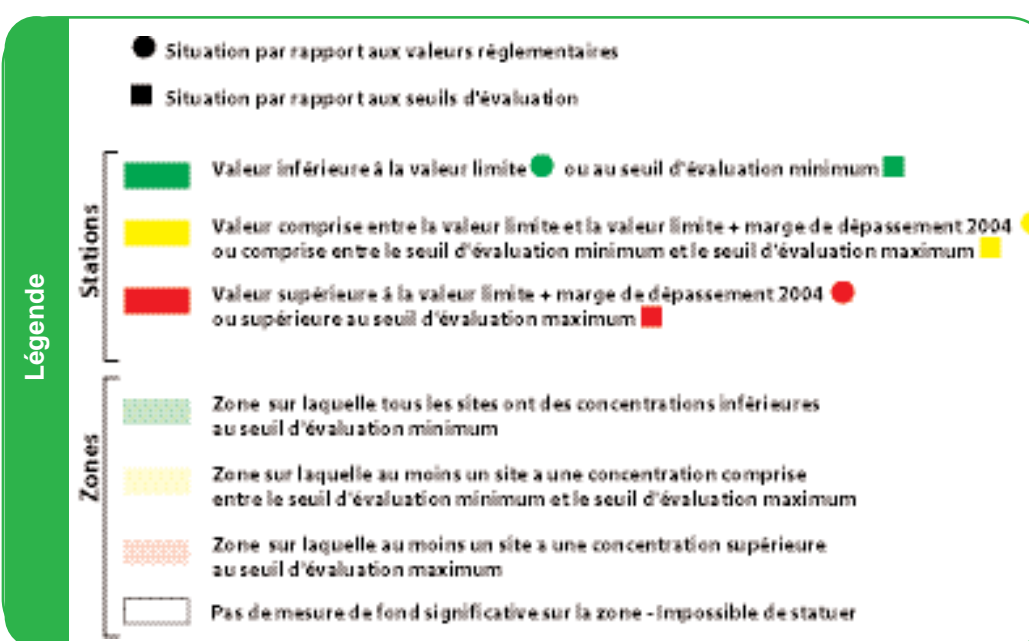 Légende
Situation par rapport aux valeurs réglementaires
Situation par rapport aux seuils d'évaluation
Stations
Valeur inférieure à la valeur limite ou au seuil d'évaluation minimum
Valeur comprise entre la valeur limite et la valeur limite + marge de dépassement 2004
ou comprise entre le seuil d'évaluation minimum et le seuil d'évaluation maximum
Valeur supérieure à la valeur limite + marge de dépassement 2004
ou supérieure au seuil d'évaluation maximum
Zones
Zone sur laquelle tous les sites ont des concentrations inférieures
au seuil d'évaluation minimum
Zone sur laquelle au moins un site a une concentration comprise
entre le seuil d'évaluation minimum et le seuil d'évaluation maximum
Zone sur laquelle au moins un site a une concentration supérieure
au seuil d'évaluation maximum
Pas de mesure de fond significative sur la zone - Impossible de statuer